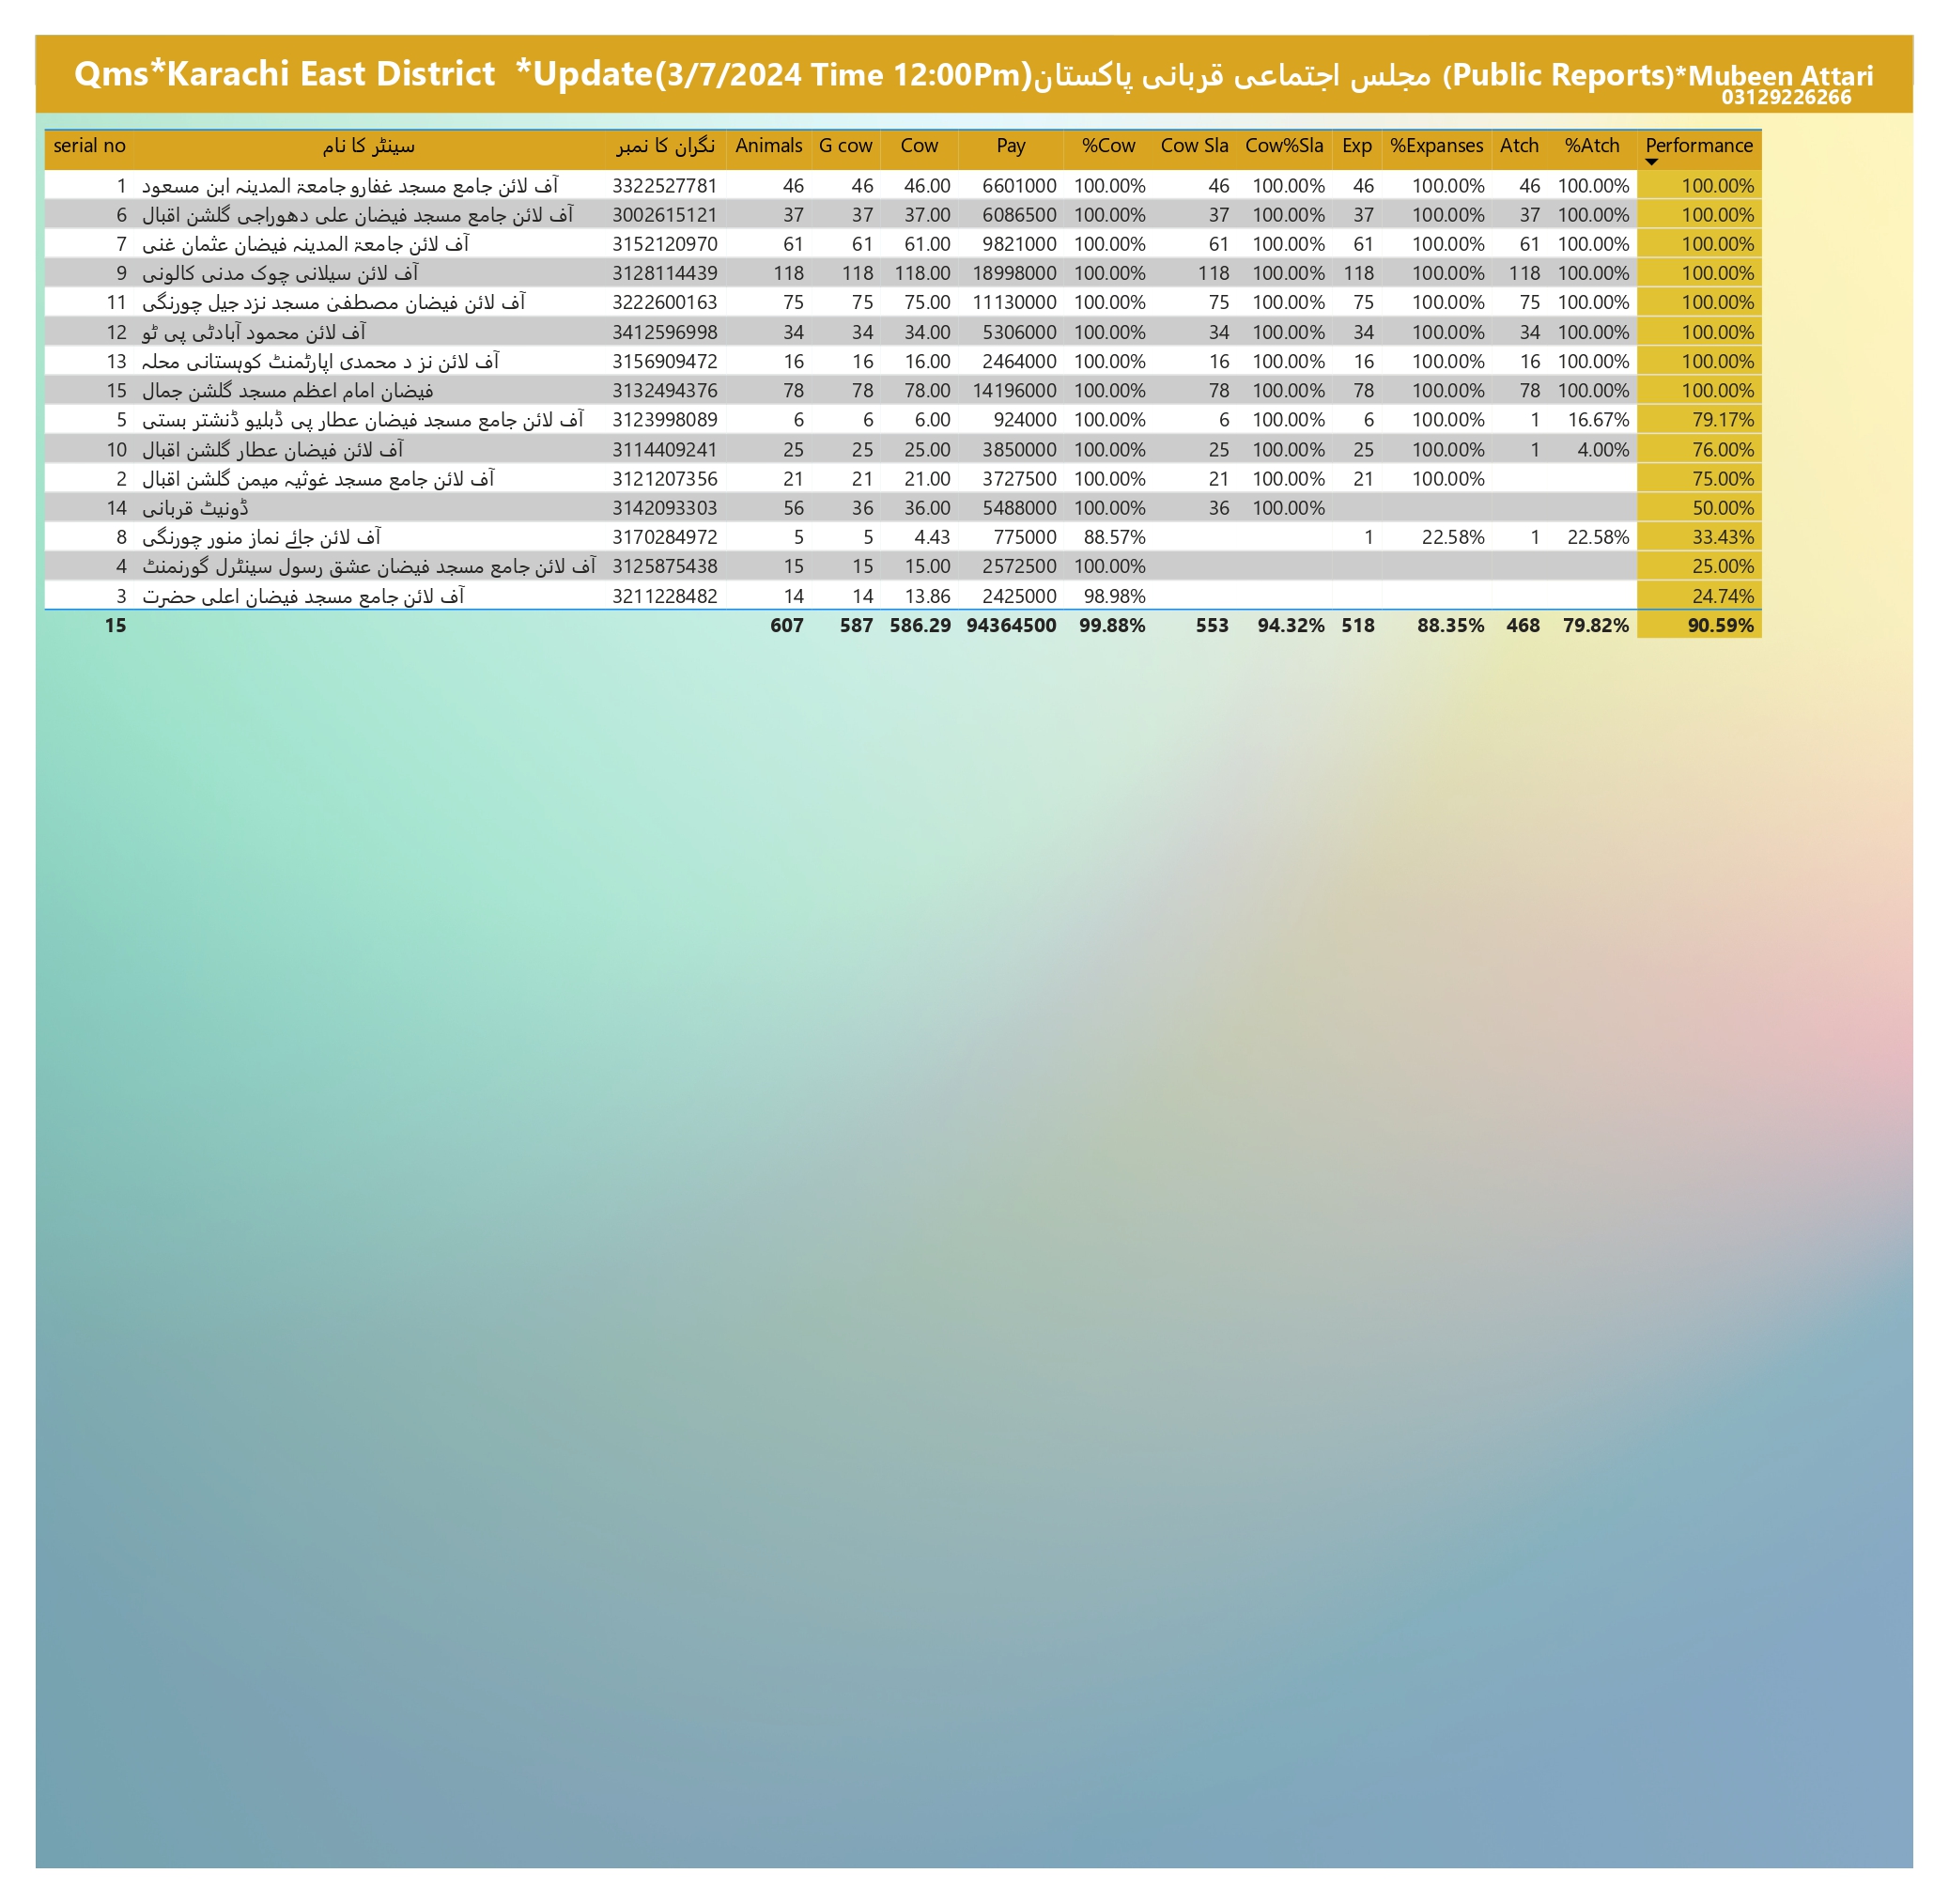 Qms*Karachi East District *Update(3/7/2024 Time 12:00Pm)مجلس اجتماعی قربانی پاکستان (Public Reports)*Mubeen Attari
03129226266
serial no سینٹر کا نام نگران کا نمبر Animals G cow Cow Pay %Cow Cow Sla Cow%Sla Exp %Expanses Atch %Atch Performance
1 آف لائن جامع مسجد غفارو جامعۃ المدینہ ابن مسعود 3322527781 46 46 46.00 6601000 100.00% 46 100.00% 46 100.00% 46 100.00% 100.00%
6 آف لائن جامع مسجد فیضان علی دھوراجی گلشن اقبال 3002615121 37 37 37.00 6086500 100.00% 37 100.00% 37 100.00% 37 100.00% 100.00%
7 آف لائن جامعۃ المدینہ فیضان عثمان غنی 3152120970 61 61 61.00 9821000 100.00% 61 100.00% 61 100.00% 61 100.00% 100.00%
9 آف لائن سیلانی چوک مدنی کالونی 3128114439 118 118 118.00 18998000 100.00% 118 100.00% 118 100.00% 118 100.00% 100.00%
11 آف لائن فیضان مصطفیٰ مسجد نزد جیل چورنگی 3222600163 75 75 75.00 11130000 100.00% 75 100.00% 75 100.00% 75 100.00% 100.00%
12 آف لائن محمود آبادٹی پی ٹو 3412596998 34 34 34.00 5306000 100.00% 34 100.00% 34 100.00% 34 100.00% 100.00%
13 آف لائن نز د محمدی اپارٹمنٹ کوہستانی محلہ 3156909472 16 16 16.00 2464000 100.00% 16 100.00% 16 100.00% 16 100.00% 100.00%
15 فیضان امام اعظم مسجد گلشن جمال 3132494376 78 78 78.00 14196000 100.00% 78 100.00% 78 100.00% 78 100.00% 100.00%
5 آف لائن جامع مسجد فیضان عطار پی ڈبلیو ڈنشتر بستی 3123998089 6 6 6.00 924000 100.00% 6 100.00% 6 100.00% 1 16.67% 79.17%
10 آف لائن فیضان عطار گلشن اقبال 3114409241 25 25 25.00 3850000 100.00% 25 100.00% 25 100.00% 1 4.00% 76.00%
2 آف لائن جامع مسجد غوثیہ میمن گلشن اقبال 3121207356 21 21 21.00 3727500 100.00% 21 100.00% 21 100.00% 75.00%
14 ڈونیٹ قربانی 3142093303 56 36 36.00 5488000 100.00% 36 100.00% 50.00%
8 آف لائن جائے نماز منور چورنگی 3170284972 5 5 4.43 775000 88.57% 1 22.58% 1 22.58% 33.43%
4 آف لائن جامع مسجد فیضان عشق رسول سینٹرل گورنمنٹ 3125875438 15 15 15.00 2572500 100.00% 25.00%
3 آف لائن جامع مسجد فیضان اعلی حضرت 3211228482 14 14 13.86 2425000 98.98% 24.74%
15 607 587 586.29 94364500 99.88% 553 94.32% 518 88.35% 468 79.82% 90.59%